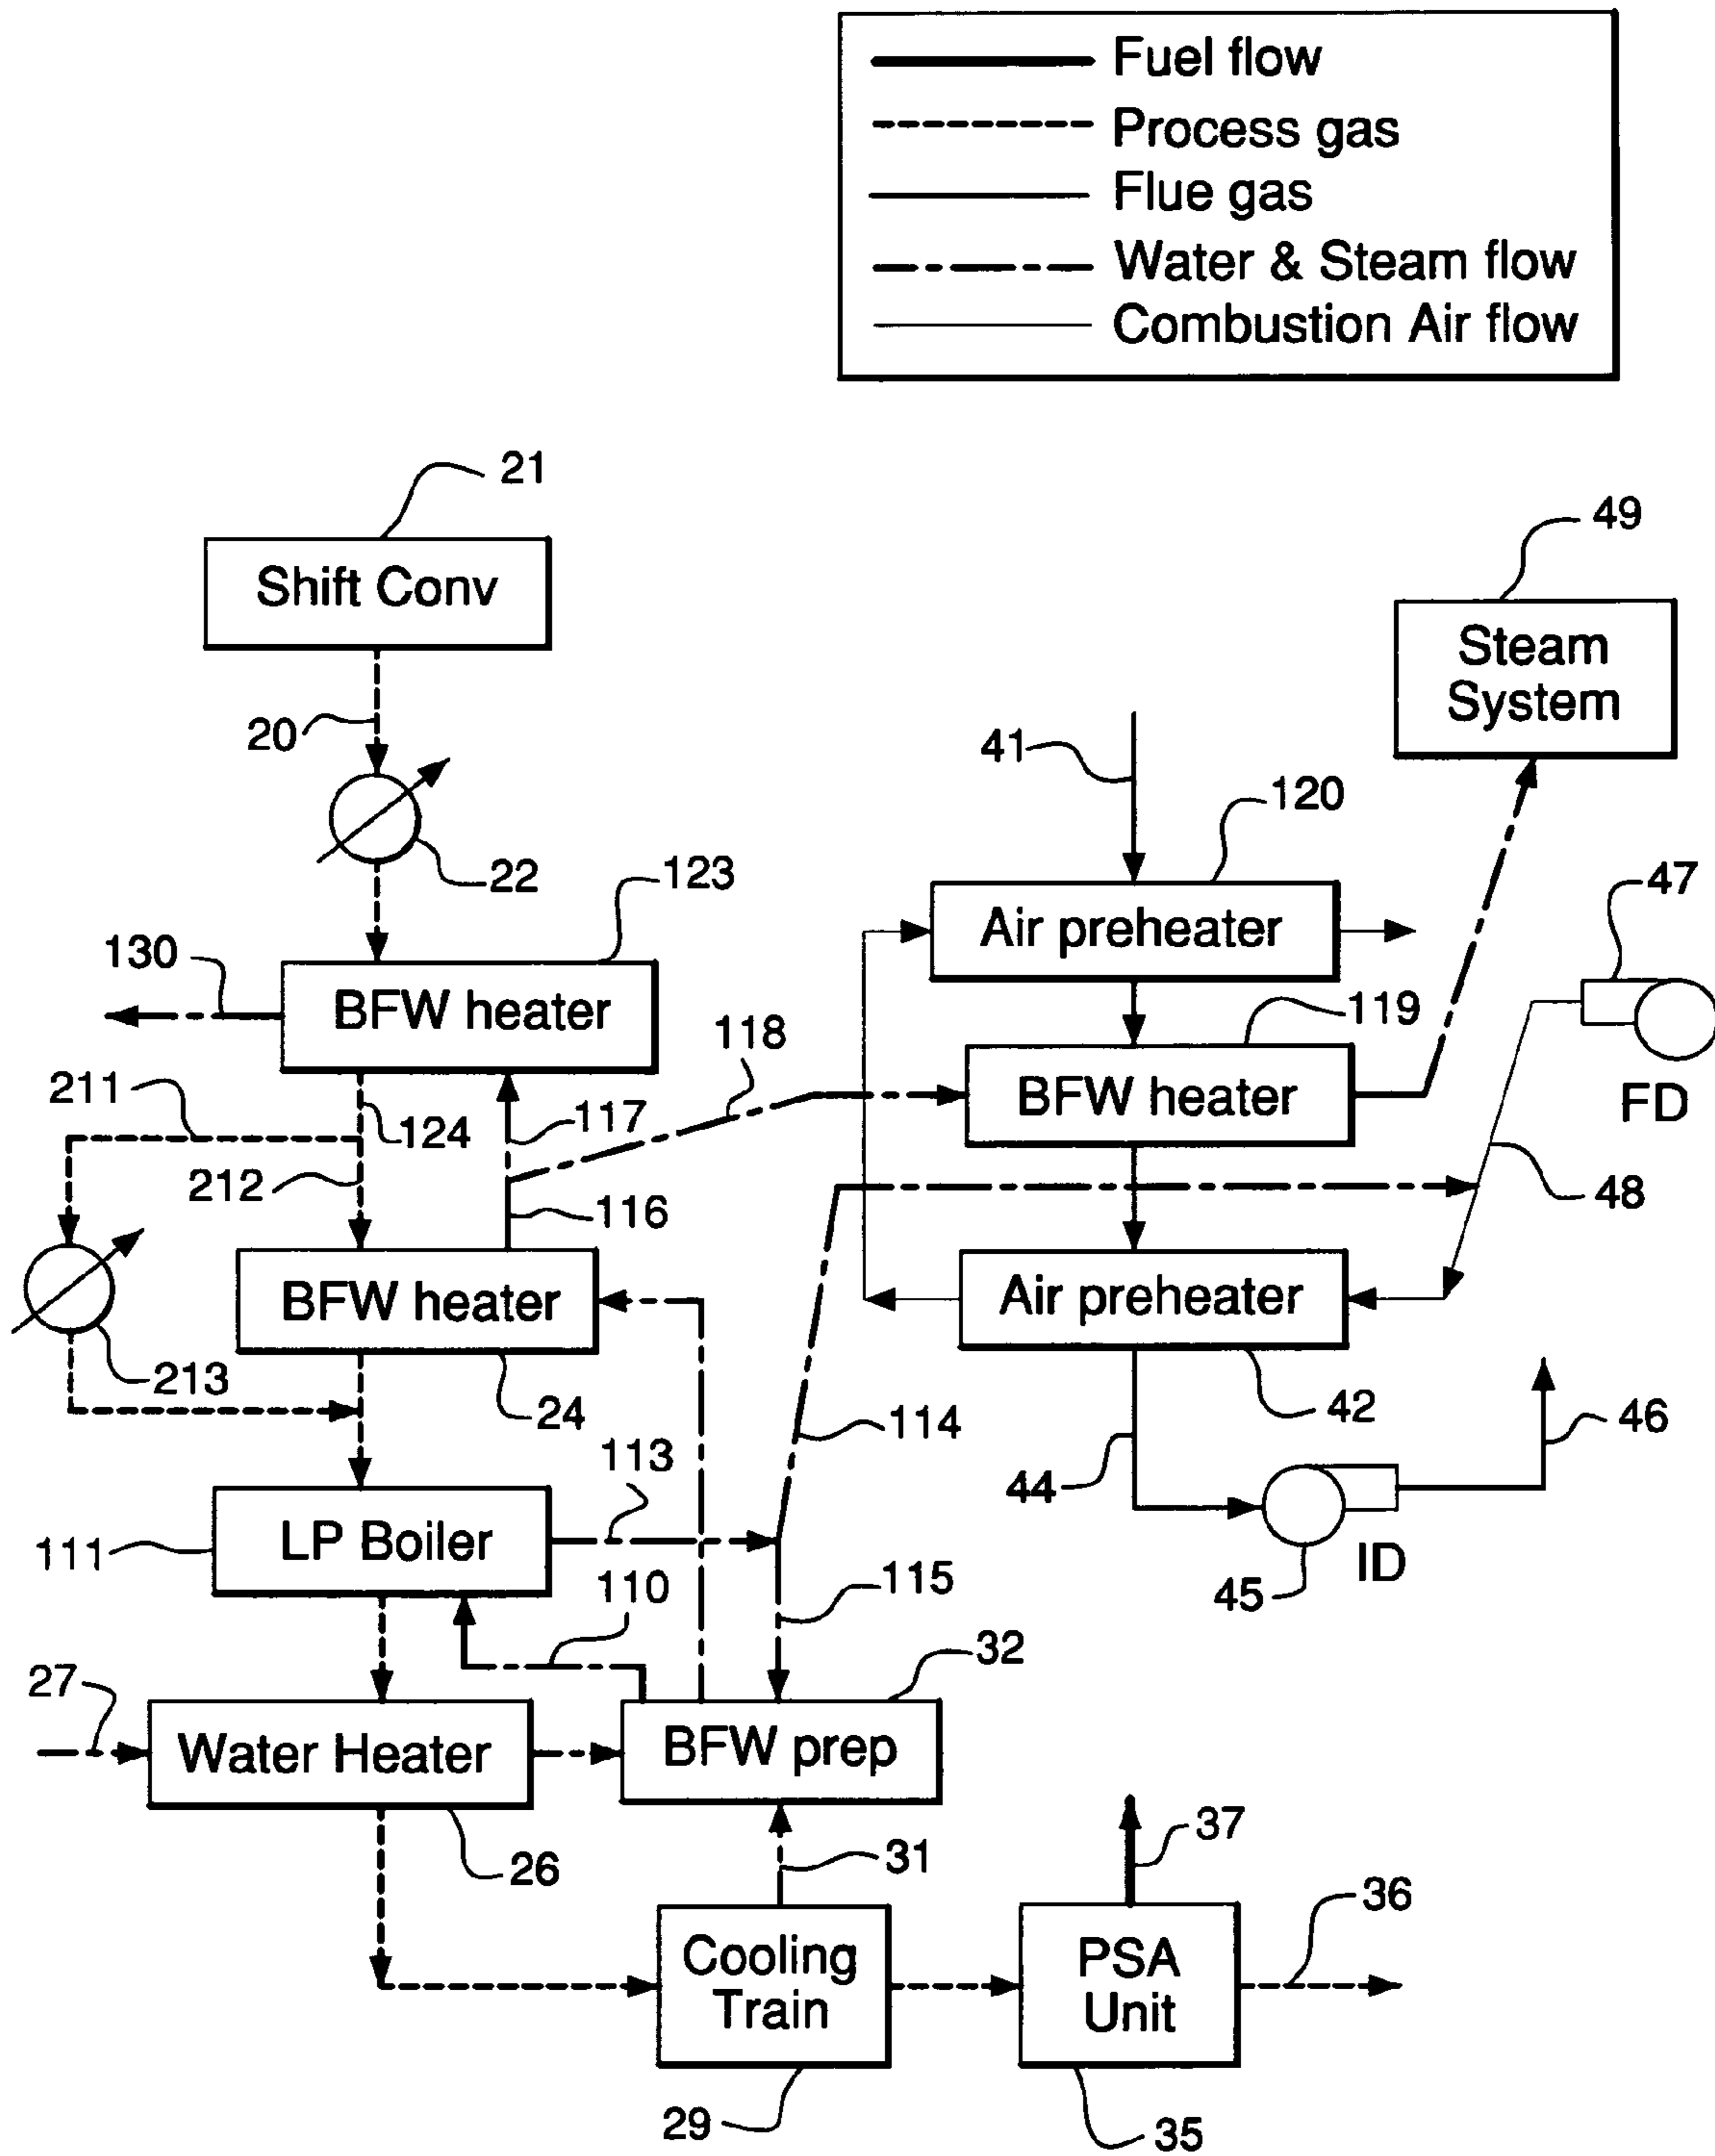 Fuel flow
Process gas
Flue gas
Water & Steam flow
Combustion Air flow
21
Shift Conv
49
Steam
System
20
41
120
22
123
47
130
Air preheater
BFW heater
118
119
FD
211
124
117
BFW heater
212
116
48
BFW heater
Air preheater
213
24
114
42
46
113
44
111
LP Boiler
110
115
45
ID
27
32
Water Heater
BFW prep
26
31
37
36
Cooling
Train
PSA
Unit
29
35